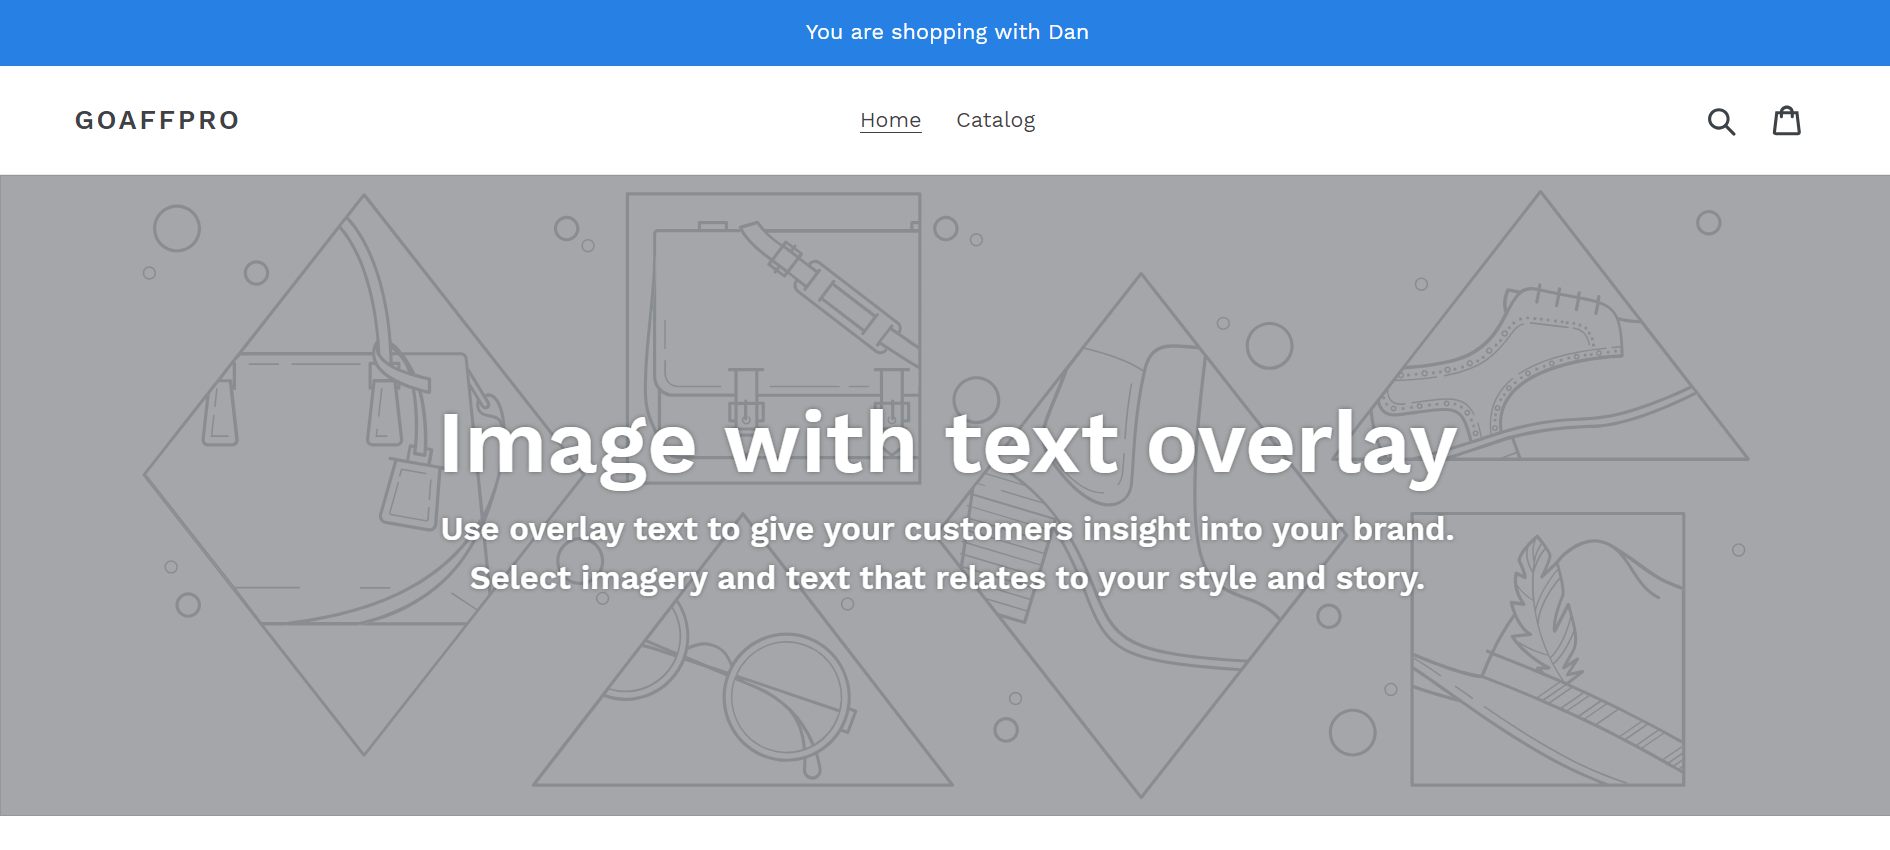 You are shopping with Dan
GOAFFPRO
Home Catalog
Image with text overlay
Use overlay text to give your customers insight into your brand.
Select imagery and text that relates to your style and story.